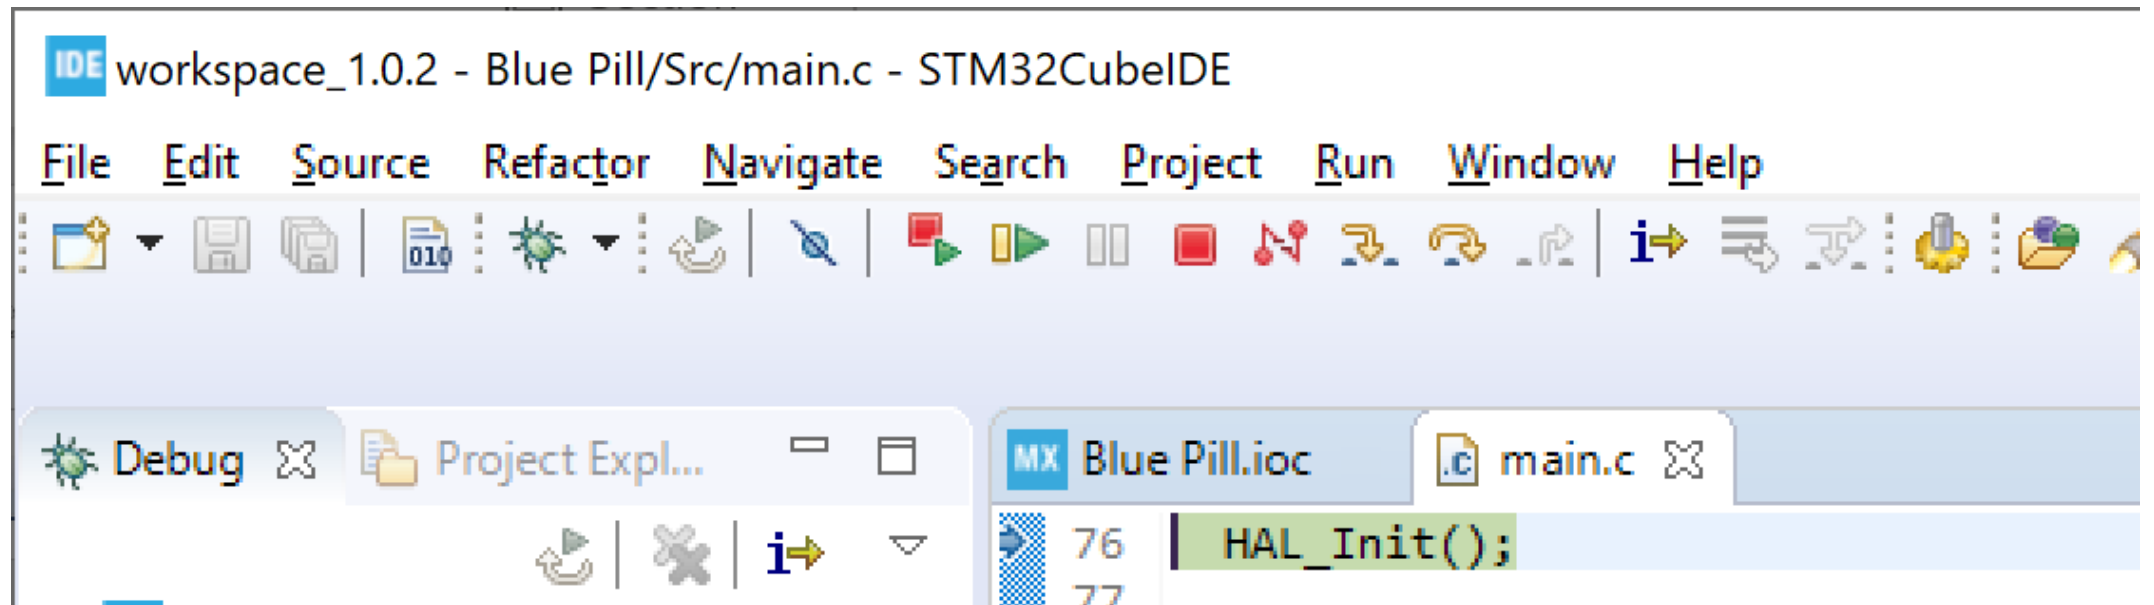 IDE workspace_1.0.2 - Blue Pill/Src/main.c - STM32CubeIDE
File Edit Source Refactor Navigate Search Project Run Window Help
010 i
Debug Project Expl... MX Blue Pill.ioc .c main.c
i 76 HAL_Init();
77